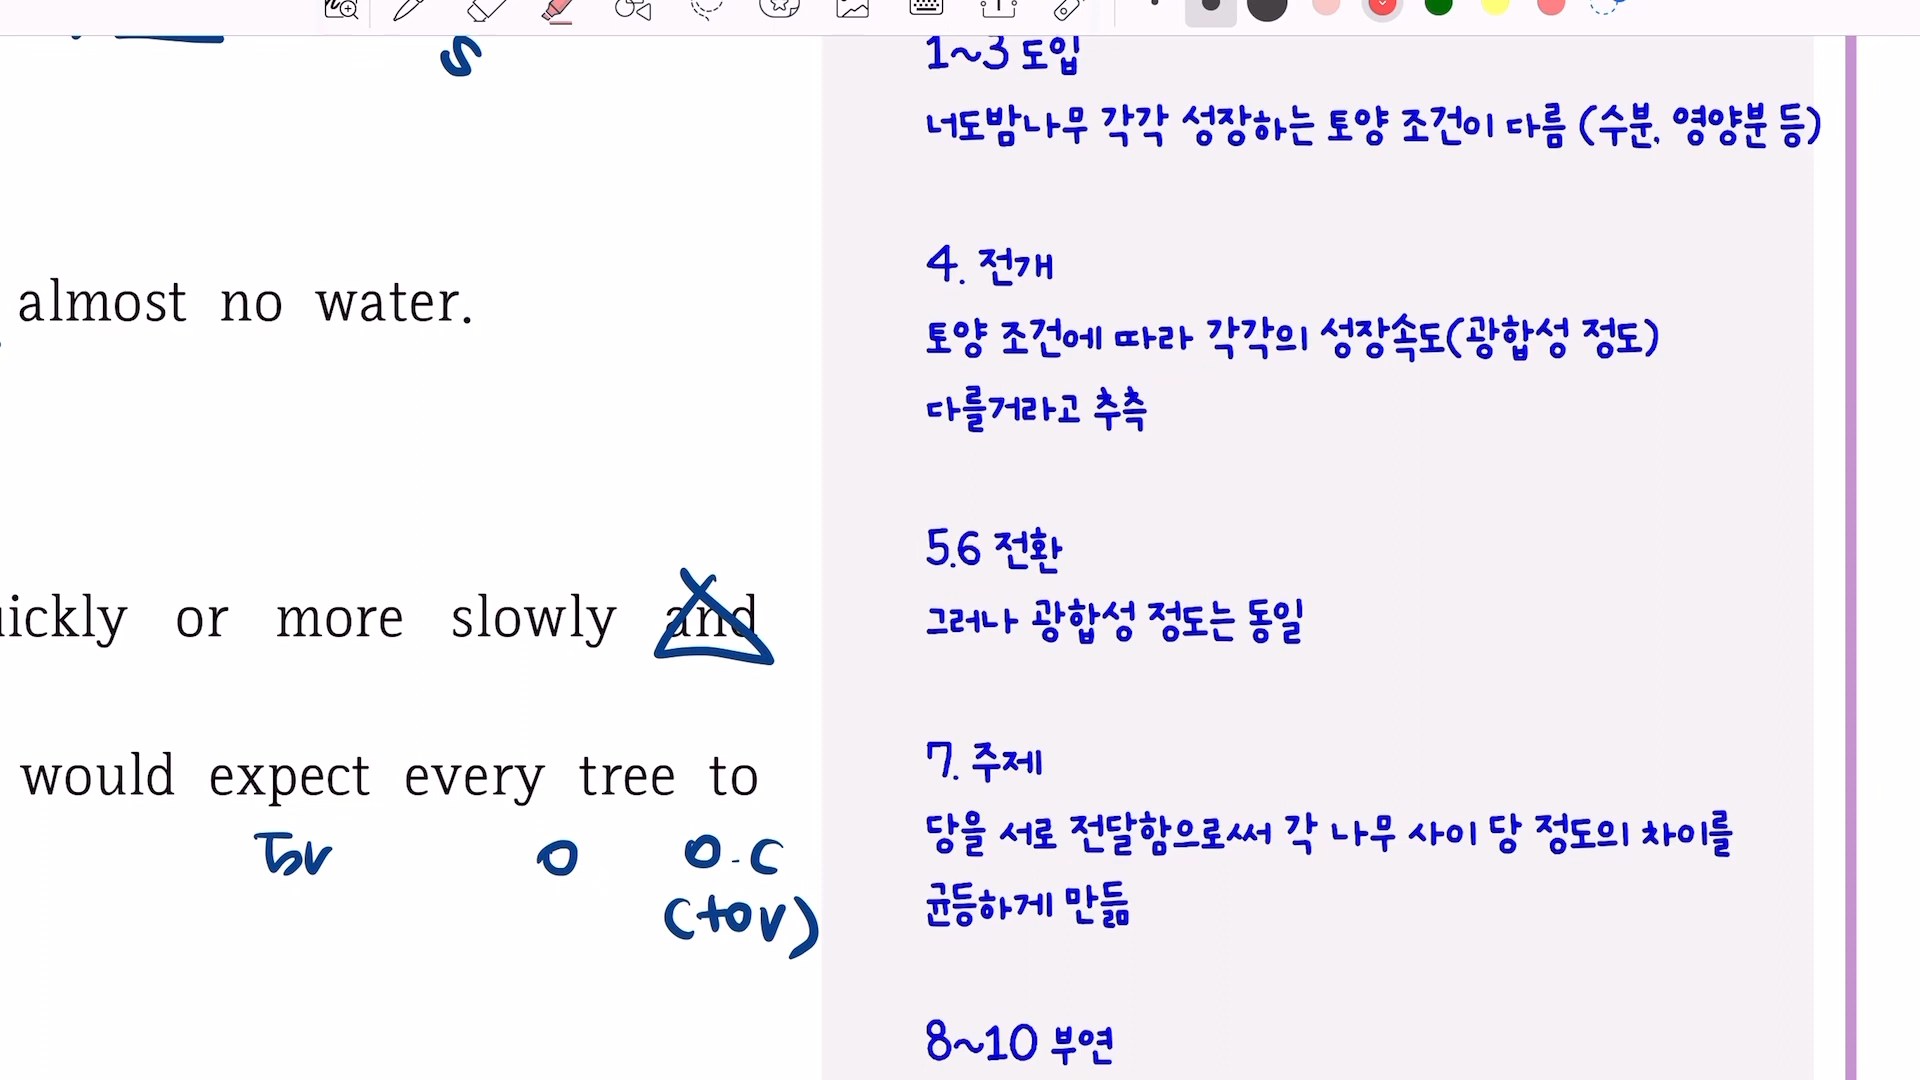 S
almost no water.
uickly or more slowly and
would expect every tree to
5v O O.C
(to v)
1~3 도입
너도밤나무 각각 성장하는 토양 조건이 다름 (수분, 영양분 등)
4. 전개
토양 조건에 따라 각각의 성장속도(광합성 정도)
다를거라고 추측
5.6 전환
그러나 광합성 정도는 동일
7. 주제
당을 서로 전달함으로써 각 나무 사이 당 정도의 차이를
균등하게 만듦
8~10 부연